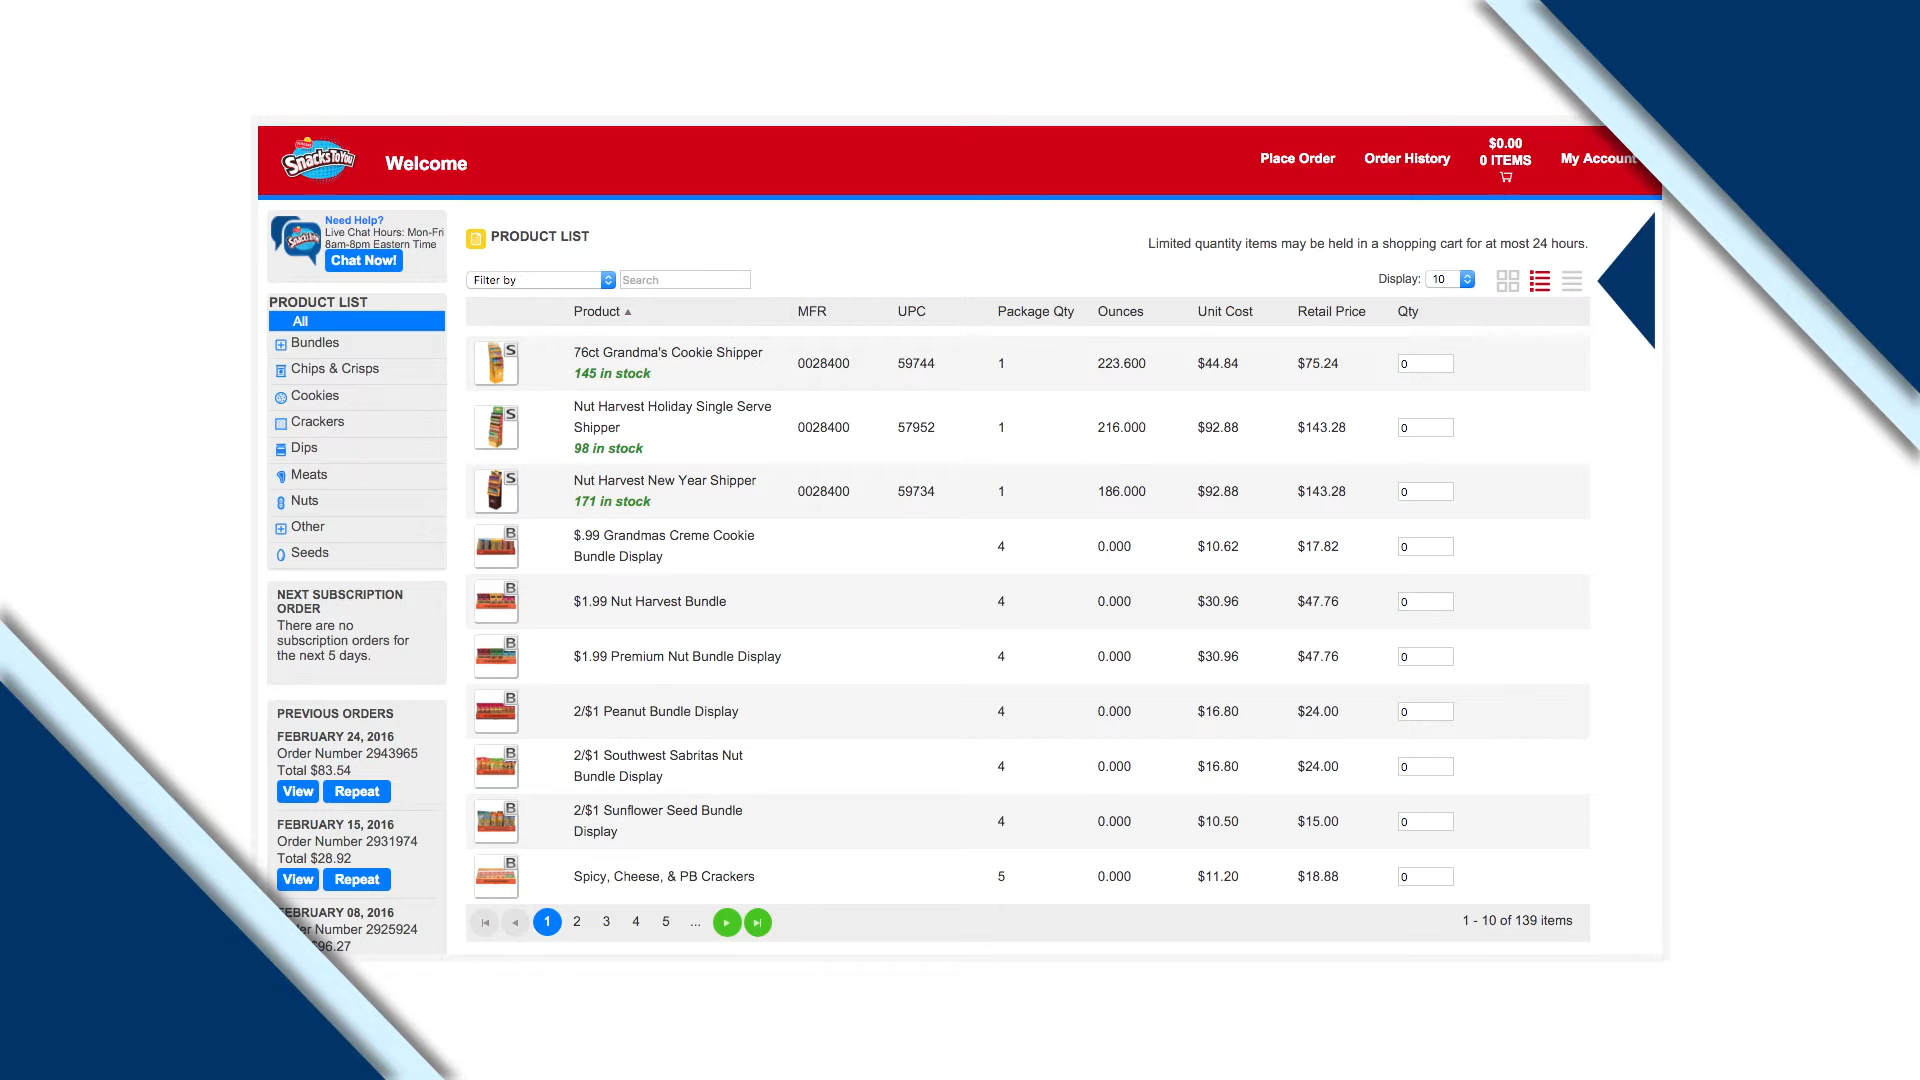 SnacksToYou
Welcome
Place Order
Order History
$0.00
0 ITEMS
My Account
Need Help?
Live Chat Hours: Mon-Fri
8am-8pm Eastern Time
Chat Now!
PRODUCT LIST
All
Bundles
Chips & Crisps
Cookies
Crackers
Dips
Meats
Nuts
Other
Seeds
NEXT SUBSCRIPTION
ORDER
There are no
subscription orders for
the next 5 days.
PREVIOUS ORDERS
FEBRUARY 24, 2016
Order Number 2943965
Total $83.54
View Repeat
FEBRUARY 15, 2016
Order Number 2931974
Total $28.92
View Repeat
EBRUARY 08, 2016
er Number 2925924
$96.27
PRODUCT LIST
Limited quantity items may be held in a shopping cart for at most 24 hours.
Filter by Search Display: 10
Product MFR UPC Package Qty Ounces Unit Cost Retail Price Qty
S 76ct Grandma's Cookie Shipper
145 in stock
0028400 59744 1 223.600 $44.84 $75.24 0
S Nut Harvest Holiday Single Serve
Shipper
98 in stock
0028400 57952 1 216.000 $92.88 $143.28 0
S Nut Harvest New Year Shipper
171 in stock
0028400 59734 1 186.000 $92.88 $143.28 0
B $.99 Grandmas Creme Cookie
Bundle Display
4 0.000 $10.62 $17.82 0
B $1.99 Nut Harvest Bundle 4 0.000 $30.96 $47.76 0
B $1.99 Premium Nut Bundle Display 4 0.000 $30.96 $47.76 0
B 2/$1 Peanut Bundle Display 4 0.000 $16.80 $24.00 0
B 2/$1 Southwest Sabritas Nut
Bundle Display
4 0.000 $16.80 $24.00 0
B 2/$1 Sunflower Seed Bundle
Display
4 0.000 $10.50 $15.00 0
B Spicy, Cheese, & PB Crackers 5 0.000 $11.20 $18.88 0
1 2 3 4 5 ... 1 - 10 of 139 items